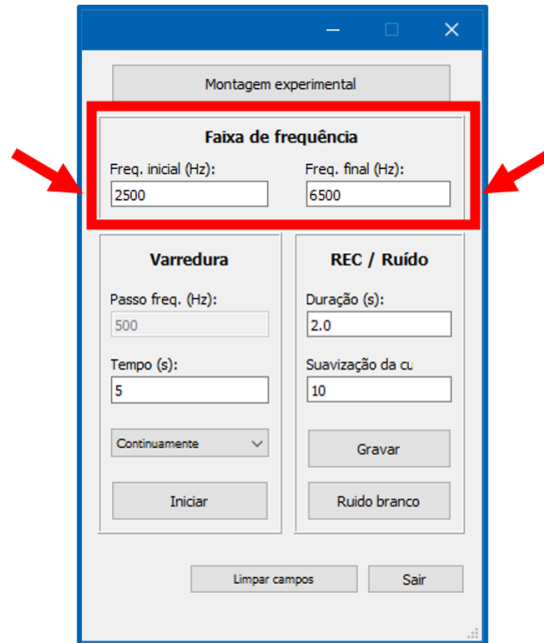 Montagem experimental
Faixa de frequência
Freq. inicial (Hz):
Freq. final (Hz):
2500
6500
Varredura
Passo freq. (Hz):
500
Tempo (s):
5
Continuamente
Iniciar
REC / Ruído
Duração (s):
2.0
Suavização da cu
10
Gravar
Ruido branco
Limpar campos
Sair